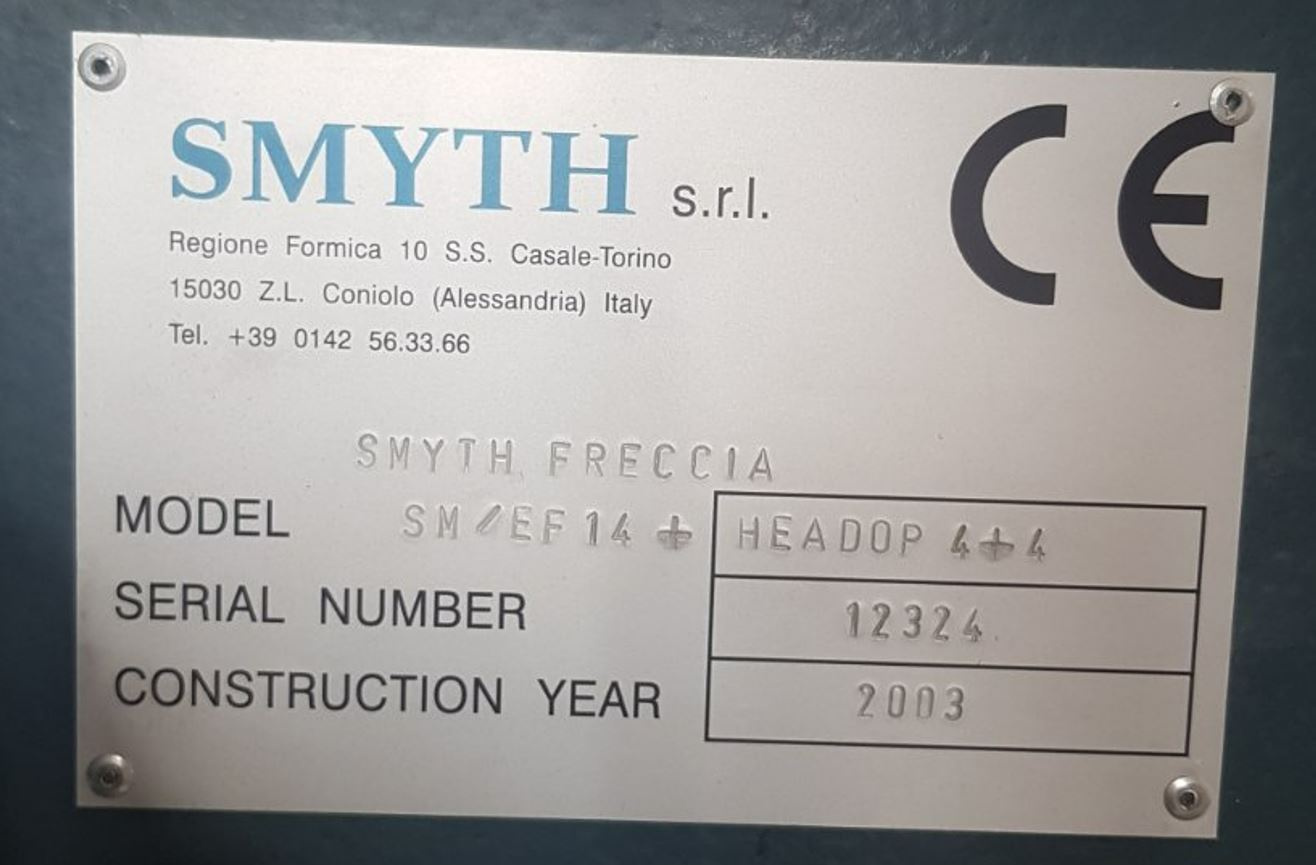 SMYTH s.r.l.
CE
Regione Formica 10 S.S. Casale-Torino
15030 Z.L. Coniolo (Alessandria) Italy
Tel. +39 0142 56.33.66
SMYTH FRECCIA
MODEL SM/EF 14 + HEADOP 4+4
SERIAL NUMBER 12324
CONSTRUCTION YEAR 2003